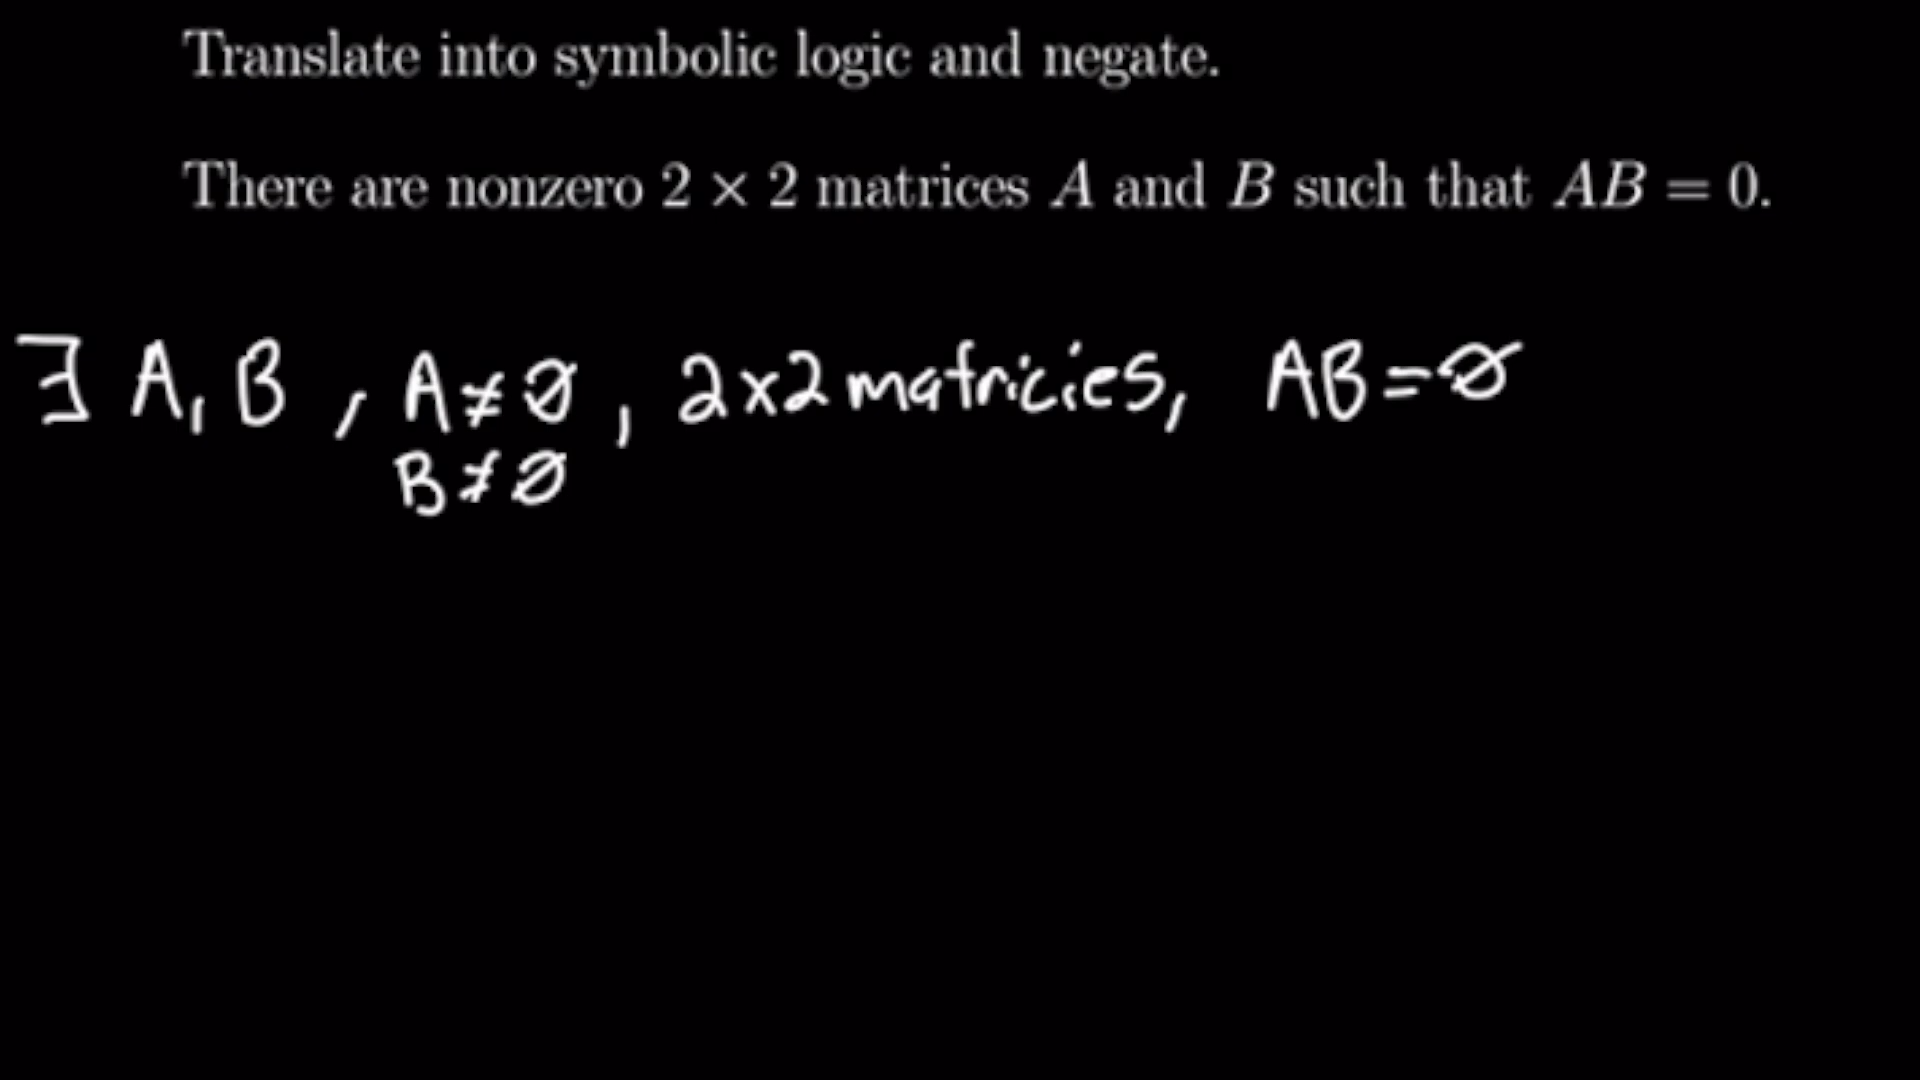 Translate into symbolic logic and negate.
There are nonzero 2 × 2 matrices A and B such that AB = 0.
∃ A, B , A≠0 , 2x2 matricies, AB=0
B≠0